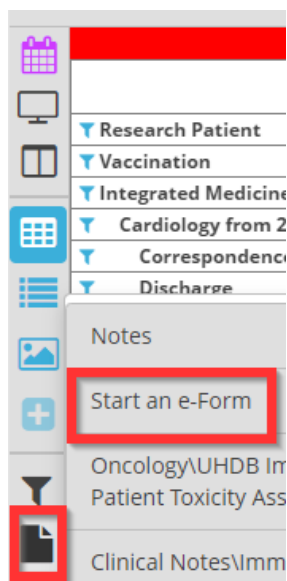 Research Patient
Vaccination
Integrated Medicine
Cardiology from 2
Correspondence
Discharge
Notes
Start an e-Form
Oncology\UHDB Im
Patient Toxicity Ass
Clinical Notes\Imm